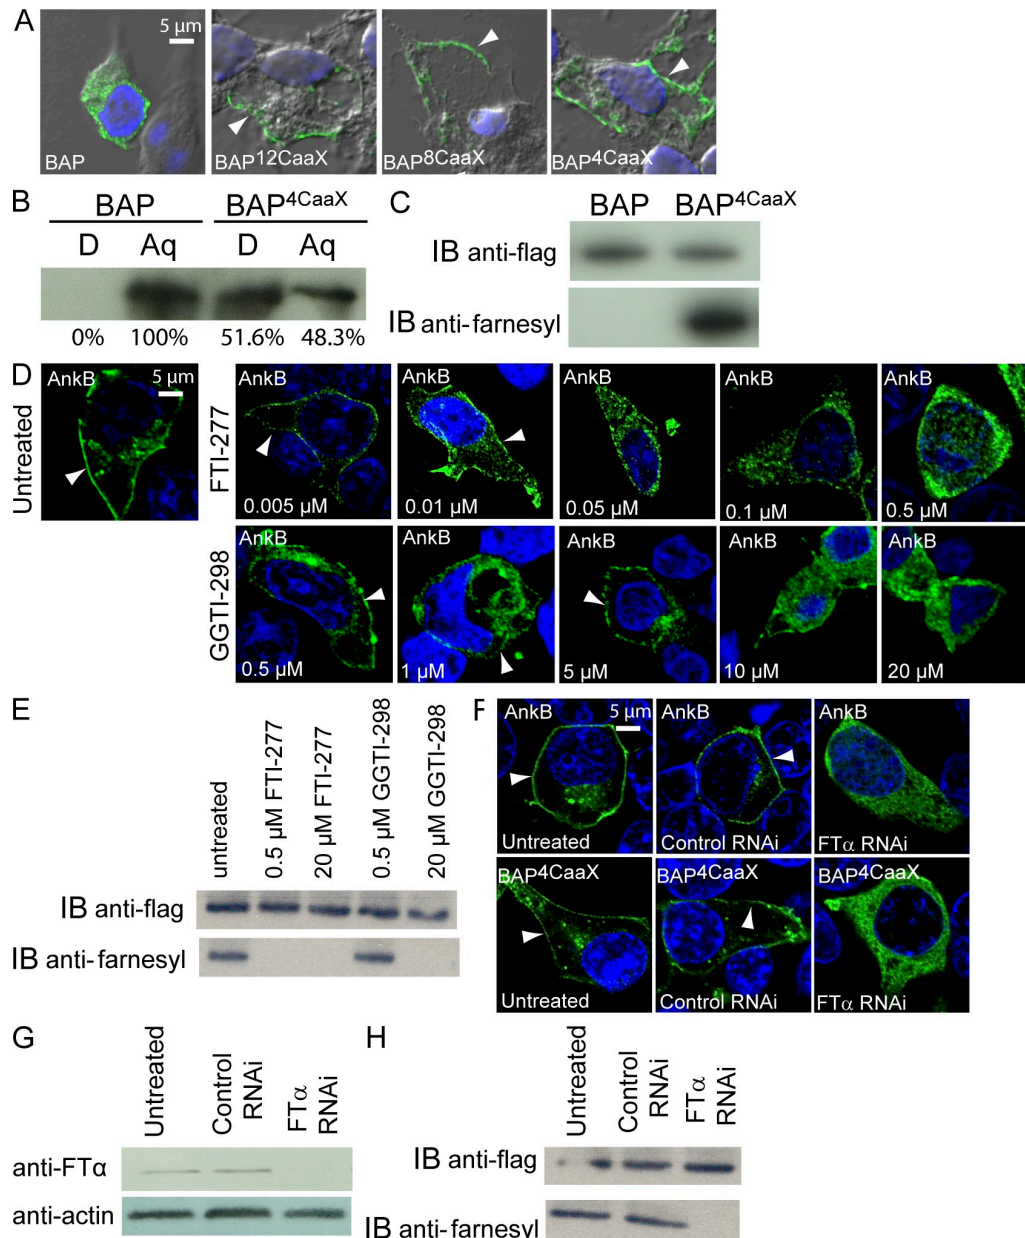 A
5 µm
BAP
BAP12CaaX
BAP8CaaX
BAP4CaaX
B
BAP
BAP4CaaX
D
Aq
D
Aq
0%
100%
51.6%
48.3%
C
BAP
BAP4CaaX
IB anti-flag
IB anti-farnesyl
D
Untreated
AnkB
5 µm
FTI-277
AnkB
0.005 µM
AnkB
0.01 µM
AnkB
0.05 µM
AnkB
0.1 µM
AnkB
0.5 µM
GGTI-298
AnkB
0.5 µM
AnkB
1 µM
AnkB
5 µM
AnkB
10 µM
AnkB
20 µM
E
untreated
0.5 µM FTI-277
20 µM FTI-277
0.5 µM GGTI-298
20 µM GGTI-298
IB anti-flag
IB anti-farnesyl
F
AnkB
5 µm
Untreated
AnkB
Control RNAi
AnkB
FTα RNAi
BAP4CaaX
Untreated
BAP4CaaX
Control RNAi
BAP4CaaX
FTα RNAi
G
Untreated
Control
RNAi
FTα
RNAi
anti-FTα
anti-actin
H
Untreated
Control
RNAi
FTα
RNAi
IB anti-flag
IB anti-farnesyl